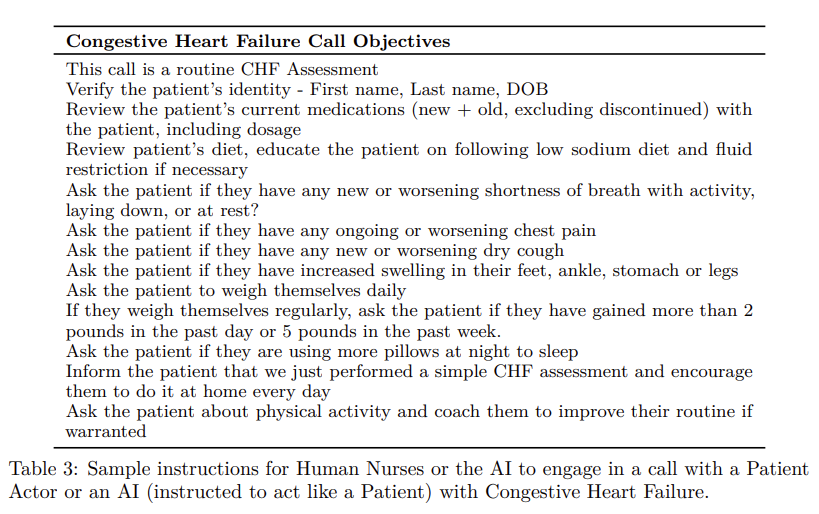 Congestive Heart Failure Call Objectives
This call is a routine CHF Assessment
Verify the patient's identity - First name, Last name, DOB
Review the patient's current medications (new + old, excluding discontinued) with
the patient, including dosage
Review patient's diet, educate the patient on following low sodium diet and fluid
restriction if necessary
Ask the patient if they have any new or worsening shortness of breath with activity,
laying down, or at rest?
Ask the patient if they have any ongoing or worsening chest pain
Ask the patient if they have any new or worsening dry cough
Ask the patient if they have increased swelling in their feet, ankle, stomach or legs
Ask the patient to weigh themselves daily
If they weigh themselves regularly, ask the patient if they have gained more than 2
pounds in the past day or 5 pounds in the past week.
Ask the patient if they are using more pillows at night to sleep
Inform the patient that we just performed a simple CHF assessment and encourage
them to do it at home every day
Ask the patient about physical activity and coach them to improve their routine if
warranted
Table 3: Sample instructions for Human Nurses or the AI to engage in a call with a Patient
Actor or an AI (instructed to act like a Patient) with Congestive Heart Failure.